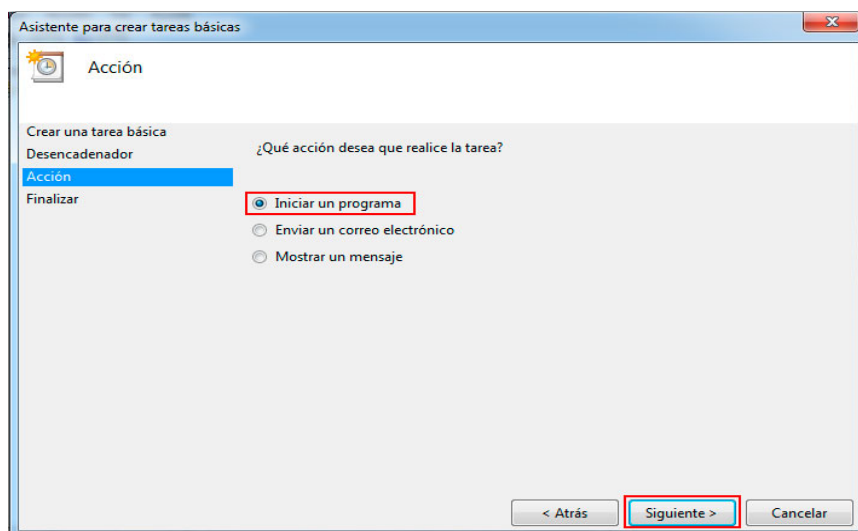 Asistente para crear tareas básicas
Acción
Crear una tarea básica
Desencadenador
Acción
Finalizar
¿Qué acción desea que realice la tarea?
Iniciar un programa
Enviar un correo electrónico
Mostrar un mensaje
< Atrás
Siguiente >
Cancelar